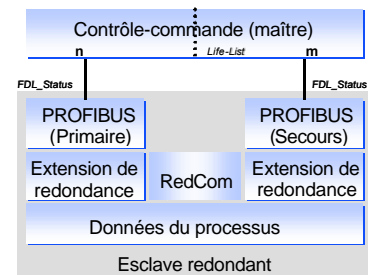 Contrôle-commande (maître)
n Life-List m
FDL_Status FDL_Status
PROFIBUS
(Primaire)
PROFIBUS
(Secours)
Extension de
redondance
RedCom
Extension de
redondance
Données du processus
Esclave redondant